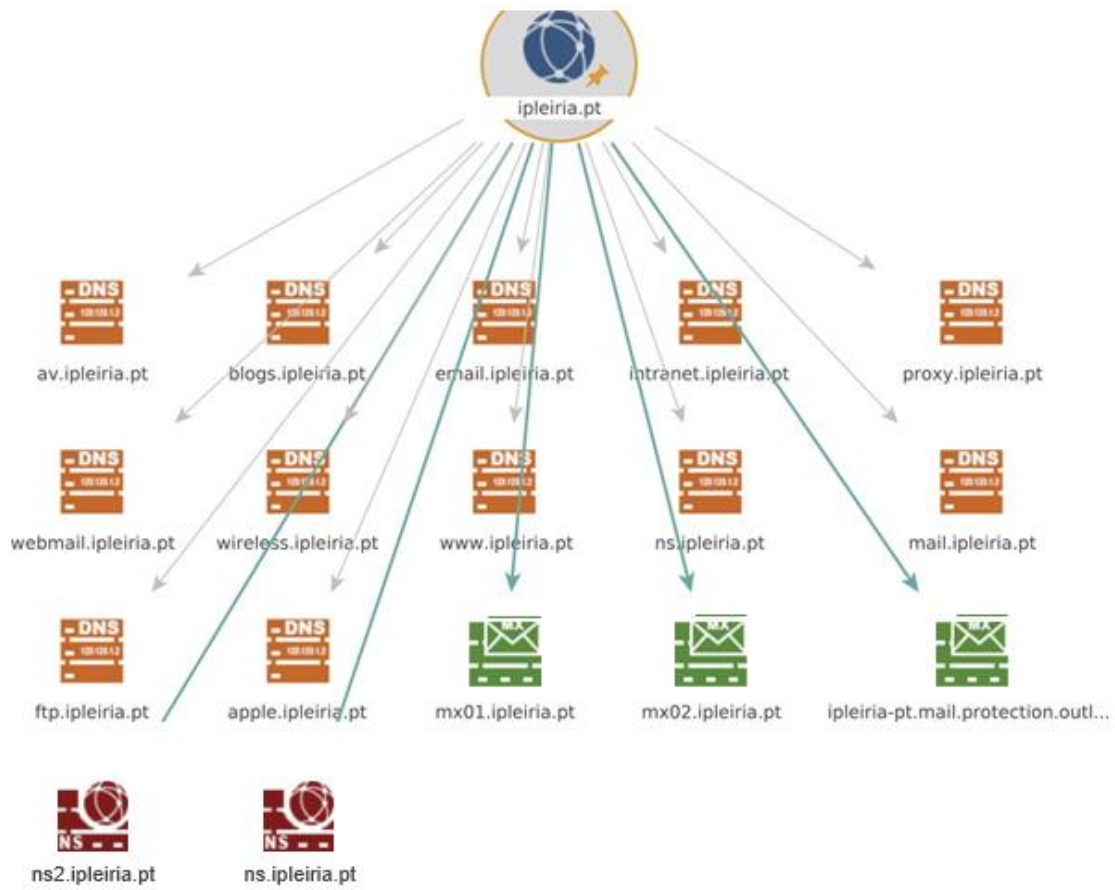 ipleiria.pt
DNS DNS DNS DNS DNS
av.ipleiria.pt blogs.ipleiria.pt email.ipleiria.pt intranet.ipleiria.pt proxy.ipleiria.pt
DNS DNS DNS DNS DNS
webmail.ipleiria.pt wireless.ipleiria.pt www.ipleiria.pt ns.ipleiria.pt mail.ipleiria.pt
DNS DNS MX MX MX
ftp.ipleiria.pt apple.ipleiria.pt mx01.ipleiria.pt mx02.ipleiria.pt ipleiria-pt.mail.protection.outl...
NS NS
ns2.ipleiria.pt ns.ipleiria.pt